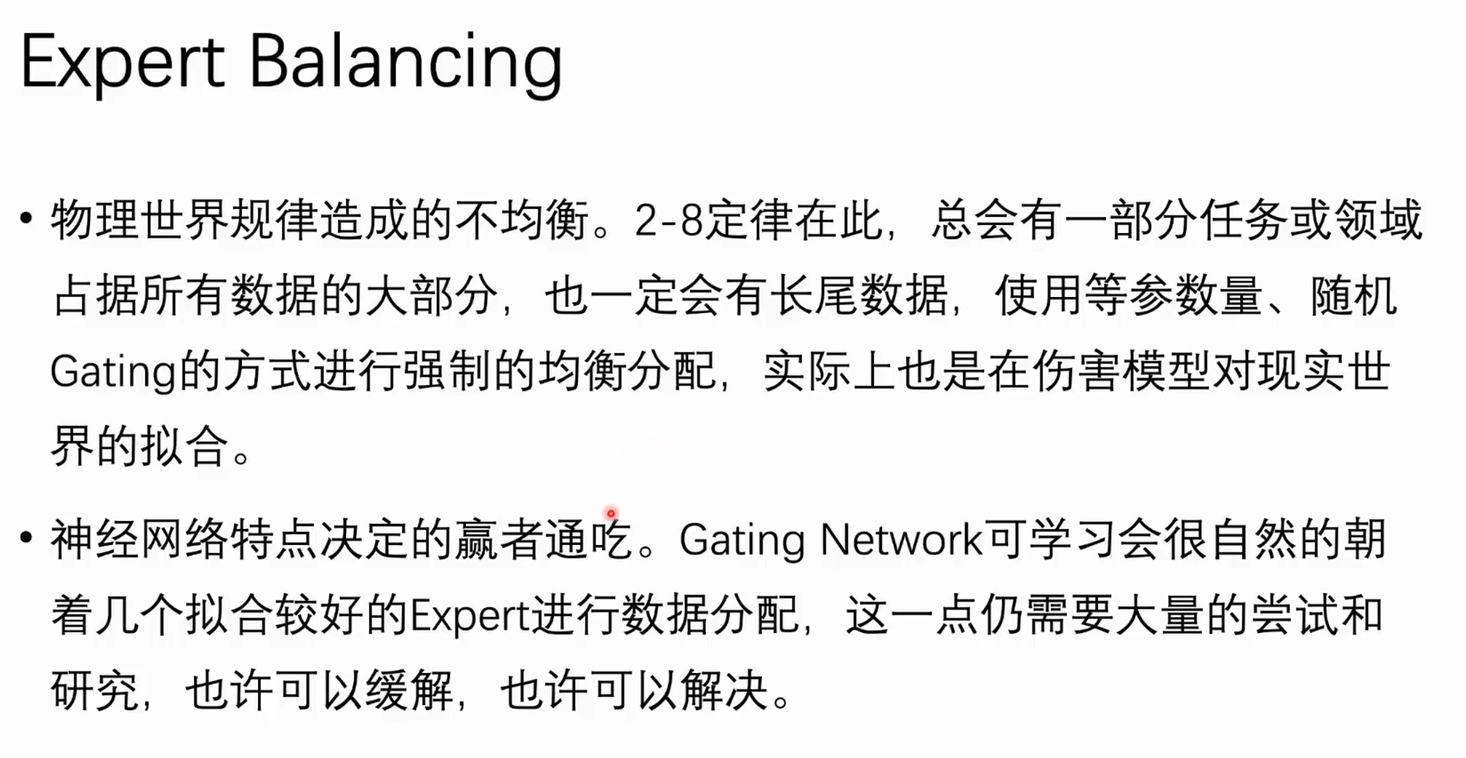 Expert Balancing
• 物理世界规律造成的不均衡。2-8定律在此，总会有一部分任务或领域
占据所有数据的大部分，也一定会有长尾数据，使用等参数量、随机
Gating的方式进行强制的均衡分配，实际上也是在伤害模型对现实世
界的拟合。
• 神经网络特点决定的赢者通吃。Gating Network可学习会很自然的朝
着几个拟合较好的Expert进行数据分配，这一点仍需要大量的尝试和
研究，也许可以缓解，也许可以解决。